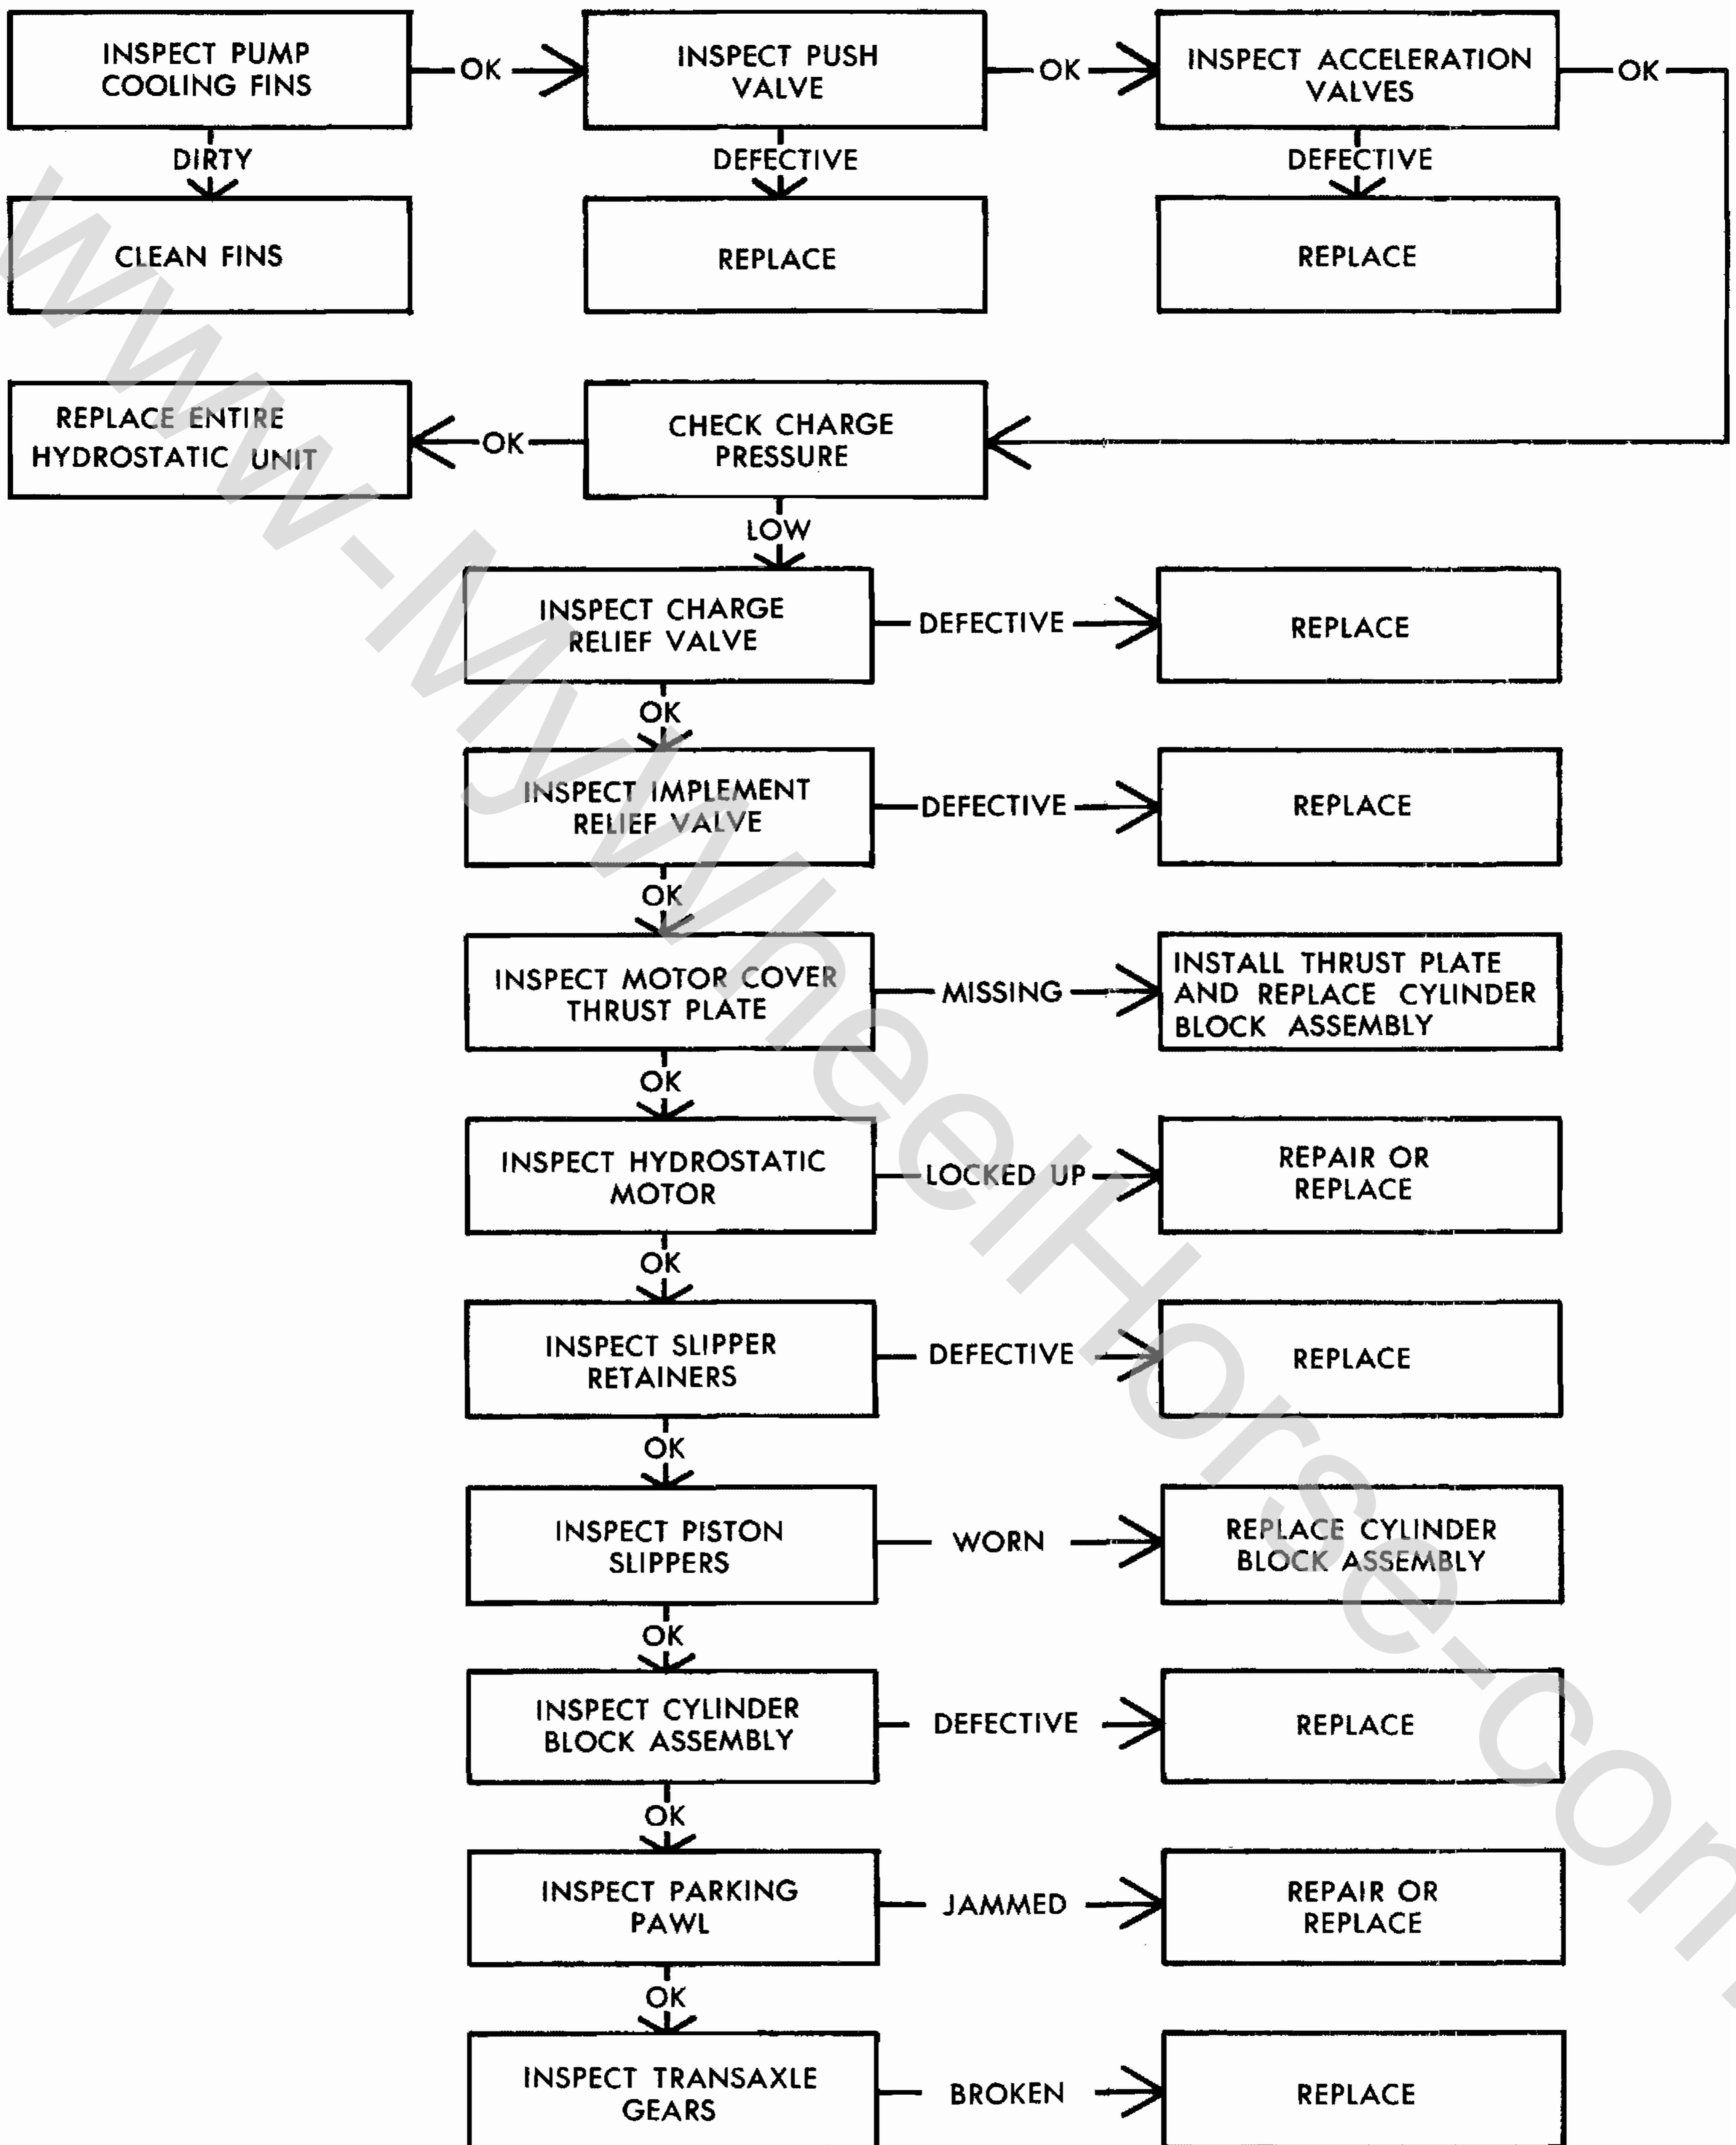 INSPECT PUMP
COOLING FINS
OK
INSPECT PUSH
VALVE
OK
INSPECT ACCELERATION
VALVES
OK
DIRTY
DEFECTIVE
DEFECTIVE
CLEAN FINS
REPLACE
REPLACE
REPLACE ENTIRE
HYDROSTATIC UNIT
OK
CHECK CHARGE
PRESSURE
LOW
INSPECT CHARGE
RELIEF VALVE
DEFECTIVE
REPLACE
OK
INSPECT IMPLEMENT
RELIEF VALVE
DEFECTIVE
REPLACE
OK
INSPECT MOTOR COVER
THRUST PLATE
MISSING
INSTALL THRUST PLATE
AND REPLACE CYLINDER
BLOCK ASSEMBLY
OK
INSPECT HYDROSTATIC
MOTOR
LOCKED UP
REPAIR OR
REPLACE
OK
INSPECT SLIPPER
RETAINERS
DEFECTIVE
REPLACE
OK
INSPECT PISTON
SLIPPERS
WORN
REPLACE CYLINDER
BLOCK ASSEMBLY
OK
INSPECT CYLINDER
BLOCK ASSEMBLY
DEFECTIVE
REPLACE
OK
INSPECT PARKING
PAWL
JAMMED
REPAIR OR
REPLACE
OK
INSPECT TRANSAXLE
GEARS
BROKEN
REPLACE
www-MyWheelHorse-com